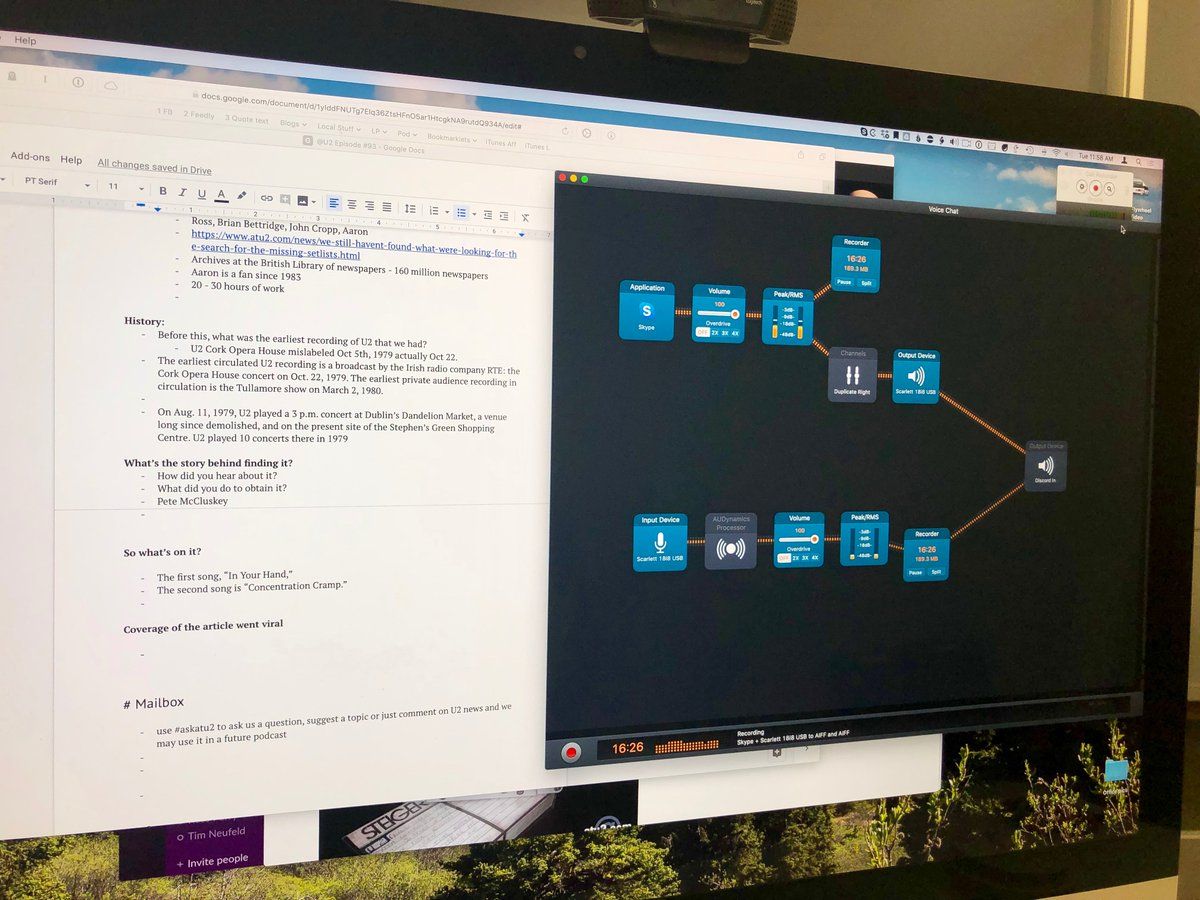 Help
docs.google.com/document/d/
1 FB 2 Feedly 3 Quote text Blogs Local Stuff LP Pod Bookmarklets iTunes Aff iTunes L
@U2 Episode #93 - Google Docs
Tue 11:58 AM
Add-ons Help All changes saved in Drive
PT Serif 11 B I U A
- Ross, Brian Bettridge, John Cropp, Aaron
- https://www.atu2.com/news/we-still-havent-found-what-were-looking-for-th
e-search-for-the-missing-setlists.html
- Archives at the British Library of newspapers - 160 million newspapers
- Aaron is a fan since 1983
- 20 - 30 hours of work
-
History:
- Before this, what was the earliest recording of U2 that we had?
- U2 Cork Opera House mislabeled Oct 5th, 1979 actually Oct 22.
- The earliest circulated U2 recording is a broadcast by the Irish radio company RTE: the
Cork Opera House concert on Oct. 22, 1979. The earliest private audience recording in
circulation is the Tullamore show on March 2, 1980.
-
- On Aug. 11, 1979, U2 played a 3 p.m. concert at Dublin's Dandelion Market, a venue
long since demolished, and on the present site of the Stephen's Green Shopping
Centre. U2 played 10 concerts there in 1979
What's the story behind finding it?
- How did you hear about it?
- What did you do to obtain it?
- Pete McCluskey
-
So what's on it?
- The first song, "In Your Hand,"
- The second song is "Concentration Cramp."
-
Coverage of the article went viral
-
# Mailbox
- use #askatu2 to ask us a question, suggest a topic or just comment on U2 news and we
may use it in a future podcast
-
-
-
Voice Chat
Application
Skype
Volume
100
Overdrive
OFF 2X 3X 4X
Peak/RMS
-3dB-
-9dB-
-18dB-
-48dB-
Recorder
16:26
189.3 MB
Pause Split
Channels
Duplicate Right
Output Device
Scarlett 18i8 USB
Output Device
Discord In
Input Device
Scarlett 18i8 USB
AUDynamics
Processor
Volume
100
Overdrive
OFF 2X 3X 4X
Peak/RMS
-3dB-
-9dB-
-18dB-
-48dB-
Recorder
16:26
189.3 MB
Pause Split
16:26
Recording
Skype + Scarlett 18i8 USB to AIFF and AIFF
Tim Neufeld
+ Invite people